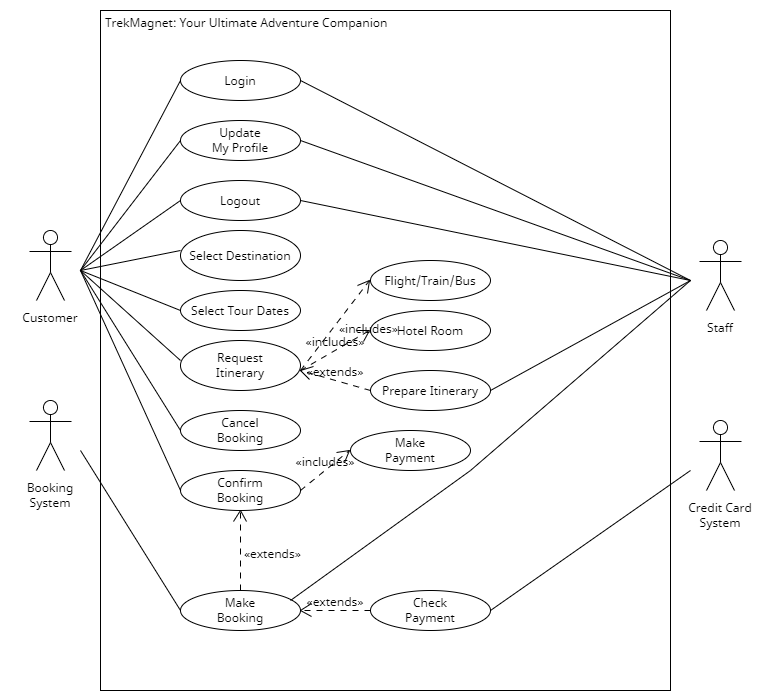 TrekMagnet: Your Ultimate Adventure Companion
Login
Update
My Profile
Logout
Select Destination
Select Tour Dates
Request
Itinerary
Cancel
Booking
Confirm
Booking
Make
Booking
Flight/Train/Bus
«includes»
Hotel Room
«includes»
«extends»
Prepare Itinerary
Make
Payment
«includes»
«extends»
«extends»
Check
Payment
Customer
Booking
System
Staff
Credit Card
System